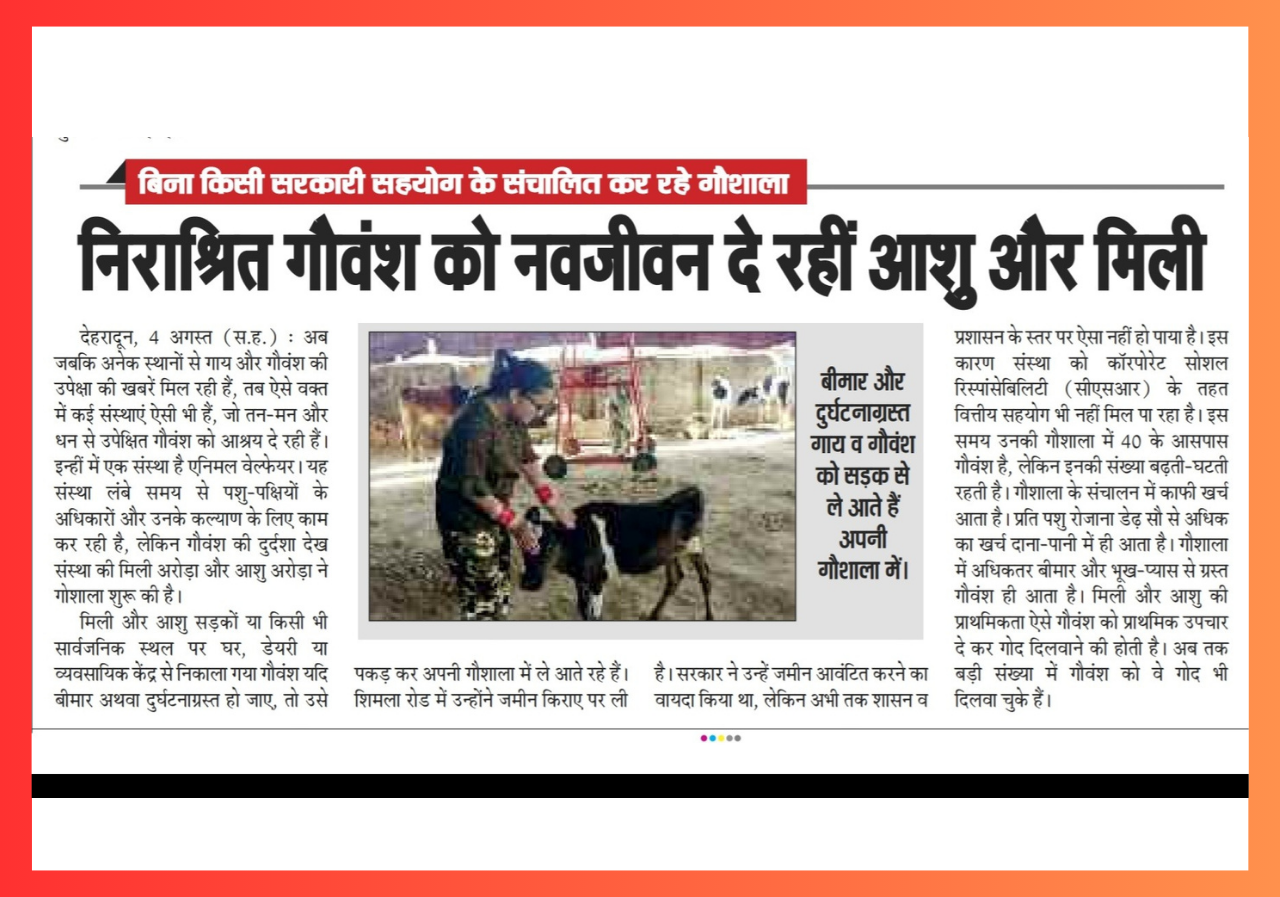 बिना किसी सरकारी सहयोग के संचालित कर रहे गौशाला
निराश्रित गौवंश को नवजीवन दे रहीं आशु और मिली
देहरादून, 4 अगस्त (स.ह.) : अब
जबकि अनेक स्थानों से गाय और गौवंश की
उपेक्षा की खबरें मिल रही हैं, तब ऐसे वक्त
में कई संस्थाएं ऐसी भी हैं, जो तन-मन और
धन से उपेक्षित गौवंश को आश्रय दे रही हैं।
इन्हीं में एक संस्था है एनिमल वेल्फेयर। यह
संस्था लंबे समय से पशु-पक्षियों के
अधिकारों और उनके कल्याण के लिए काम
कर रही है, लेकिन गौवंश की दुर्दशा देख
संस्था की मिली अरोड़ा और आशु अरोड़ा ने
गोशाला शुरू की है।
मिली और आशु सड़कों या किसी भी
सार्वजनिक स्थल पर घर, डेयरी या
व्यवसायिक केंद्र से निकाला गया गौवंश यदि
बीमार अथवा दुर्घटनाग्रस्त हो जाए, तो उसे
बीमार और
दुर्घटनाग्रस्त
गाय व गौवंश
को सड़क से
ले आते हैं
अपनी
गौशाला में।
पकड़ कर अपनी गौशाला में ले आते रहे हैं।
शिमला रोड में उन्होंने जमीन किराए पर ली
है। सरकार ने उन्हें जमीन आवंटित करने का
वायदा किया था, लेकिन अभी तक शासन व
प्रशासन के स्तर पर ऐसा नहीं हो पाया है। इस
कारण संस्था को कॉरपोरेट सोशल
रिस्पांसेबिलिटी (सीएसआर) के तहत
वित्तीय सहयोग भी नहीं मिल पा रहा है। इस
समय उनकी गौशाला में 40 के आसपास
गौवंश है, लेकिन इनकी संख्या बढ़ती-घटती
रहती है। गौशाला के संचालन में काफी खर्च
आता है। प्रति पशु रोजाना डेढ़ सौ से अधिक
का खर्च दाना-पानी में ही आता है। गौशाला
में अधिकतर बीमार और भूख-प्यास से ग्रस्त
गौवंश ही आता है। मिली और आशु की
प्राथमिकता ऐसे गौवंश को प्राथमिक उपचार
दे कर गोद दिलवाने की होती है। अब तक
बड़ी संख्या में गौवंश को वे गोद भी
दिलवा चुके हैं।